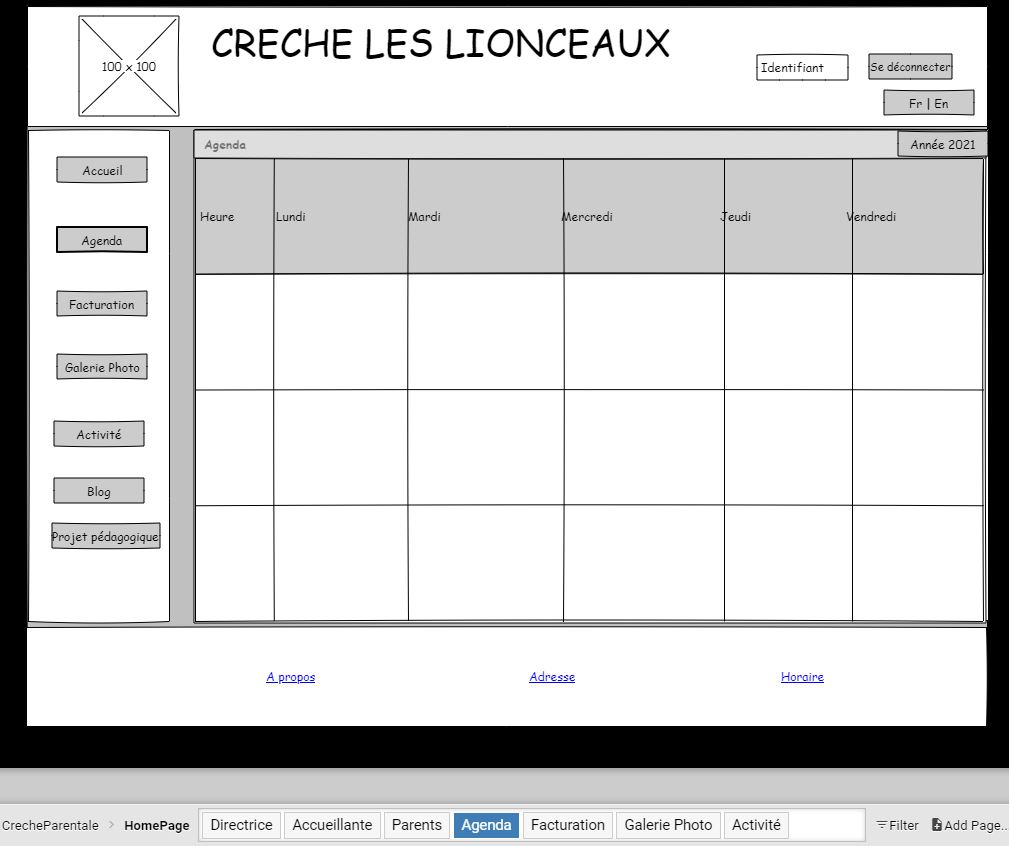 CRECHE LES LIONCEAUX
100 x 100
Identifiant
Se déconnecter
Fr | En
Agenda
Année 2021
Accueil
Agenda
Facturation
Galerie Photo
Activité
Blog
Projet pédagogique
Heure Lundi Mardi Mercredi Jeudi Vendredi
A propos Adresse Horaire
CrecheParentale > HomePage Directrice Accueillante Parents Agenda Facturation Galerie Photo Activité Filter Add Page...